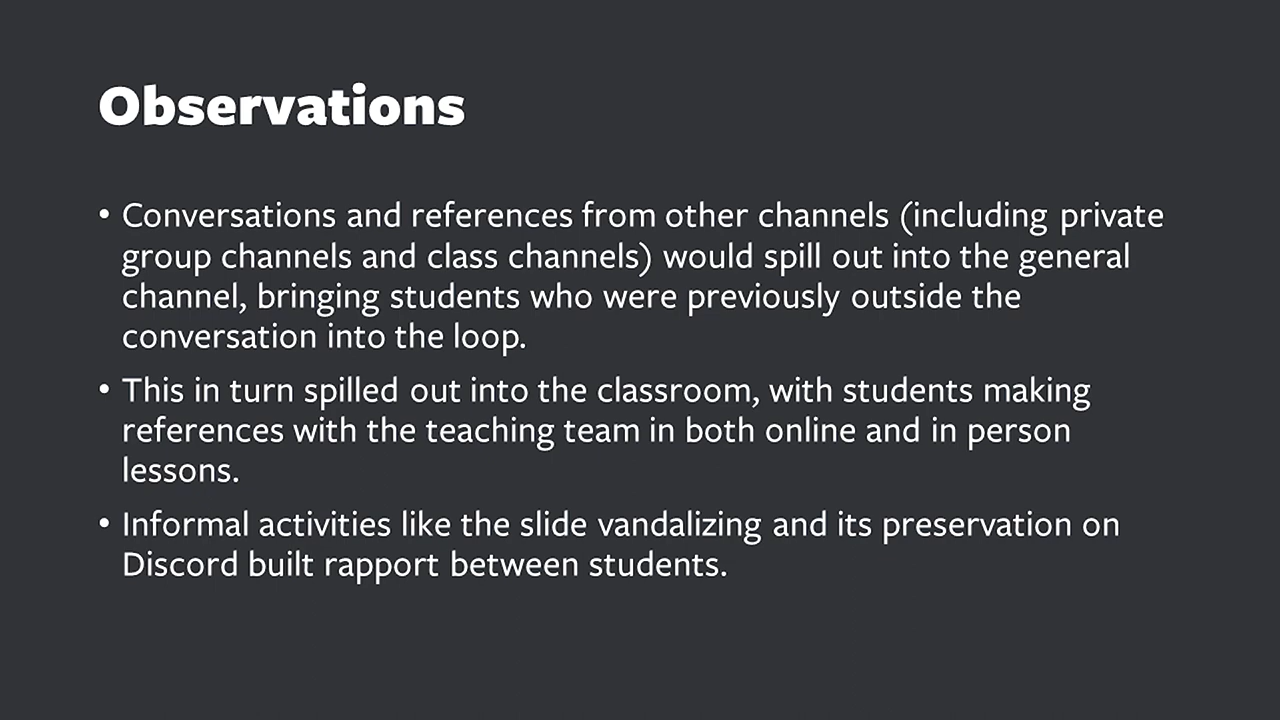 Observations
• Conversations and references from other channels (including private
group channels and class channels) would spill out into the general
channel, bringing students who were previously outside the
conversation into the loop.
• This in turn spilled out into the classroom, with students making
references with the teaching team in both online and in person
lessons.
• Informal activities like the slide vandalizing and its preservation on
Discord built rapport between students.